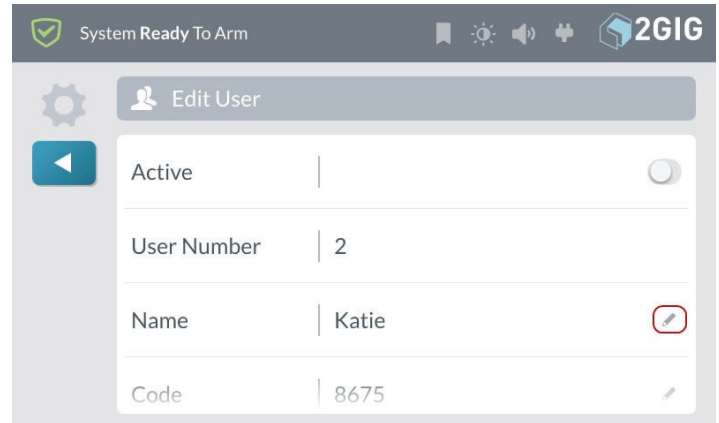 System Ready To Arm
2GIG
Edit User
Active
User Number 2
Name Katie
Code 8675